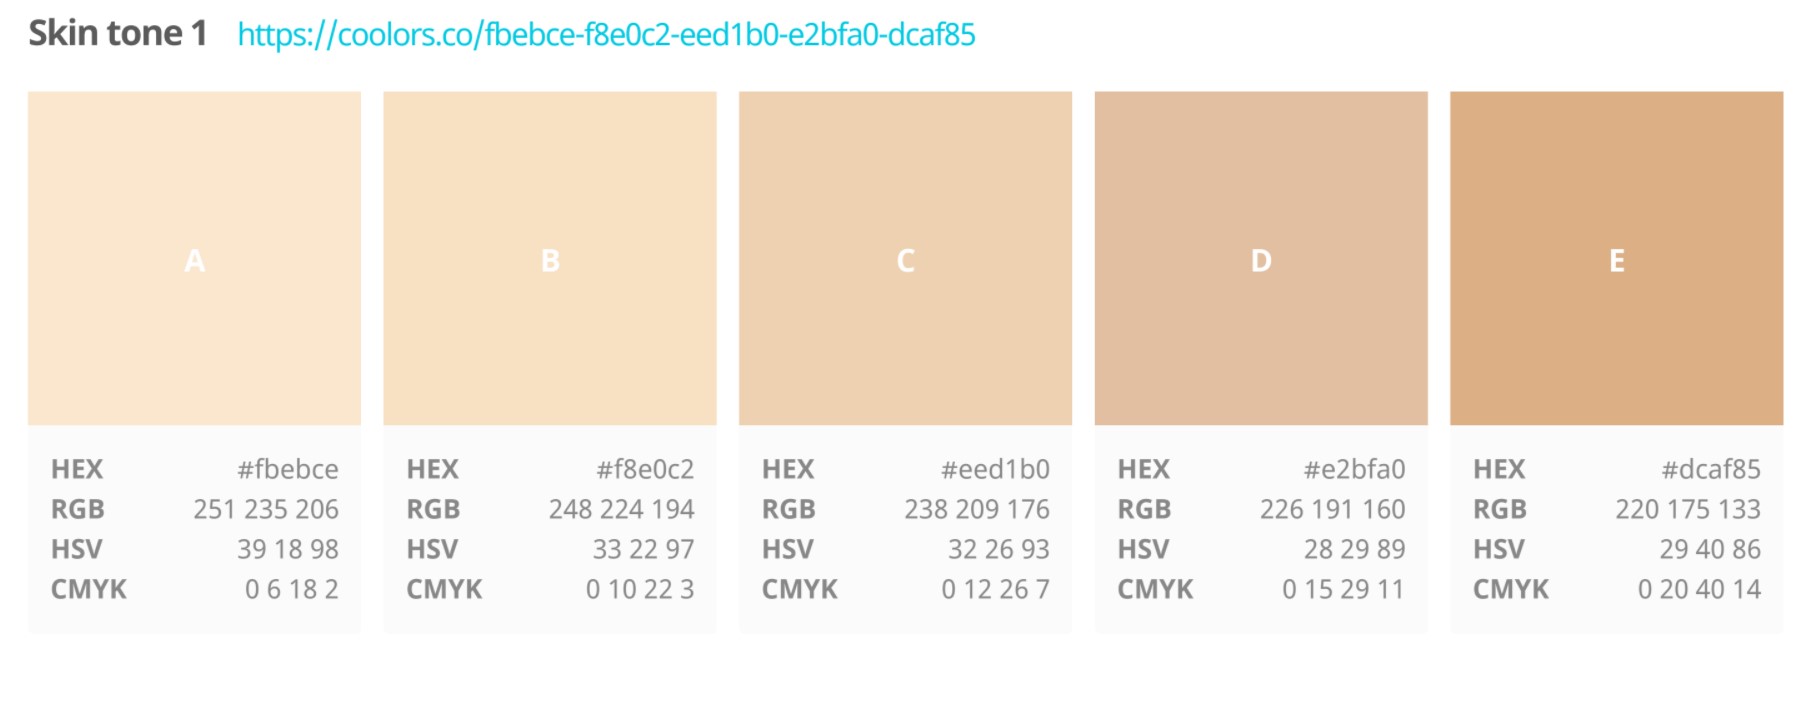 Skin tone 1 https://coolors.co/fbebce-f8e0c2-eed1b0-e2bfa0-dcaf85
A B C D E
HEX #fbebce HEX #f8e0c2 HEX #eed1b0 HEX #e2bfa0 HEX #dcaf85
RGB 251 235 206 RGB 248 224 194 RGB 238 209 176 RGB 226 191 160 RGB 220 175 133
HSV 39 18 98 HSV 33 22 97 HSV 32 26 93 HSV 28 29 89 HSV 29 40 86
CMYK 0 6 18 2 CMYK 0 10 22 3 CMYK 0 12 26 7 CMYK 0 15 29 11 CMYK 0 20 40 14